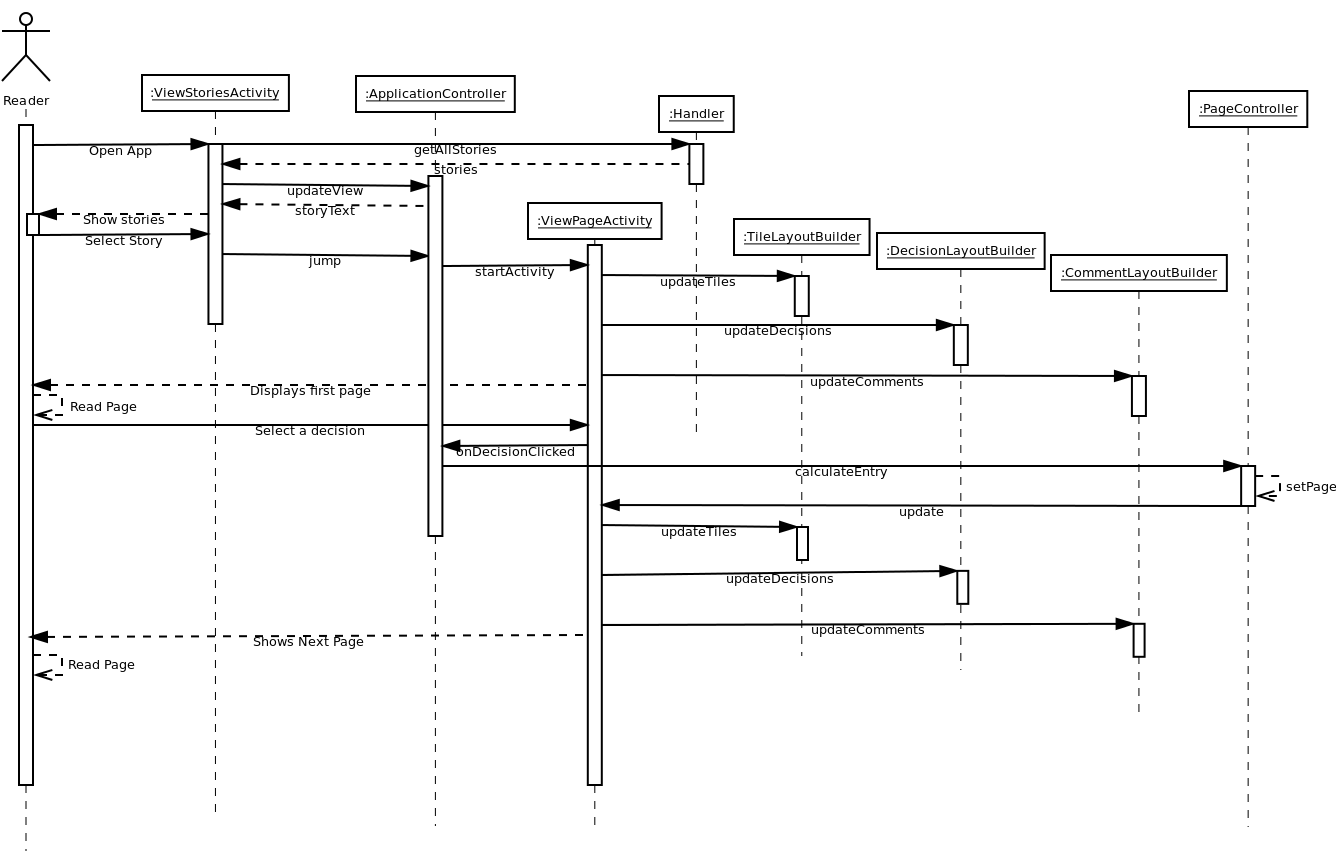 Reader
:ViewStoriesActivity
:ApplicationController
:Handler
:PageController
Open App
getAllStories
stories
updateView
storyText
Show stories
Select Story
:ViewPageActivity
:TileLayoutBuilder
:DecisionLayoutBuilder
:CommentLayoutBuilder
jump
startActivity
updateTiles
updateDecisions
updateComments
Displays first page
Read Page
Select a decision
onDecisionClicked
calculateEntry
setPage
update
updateTiles
updateDecisions
updateComments
Shows Next Page
Read Page